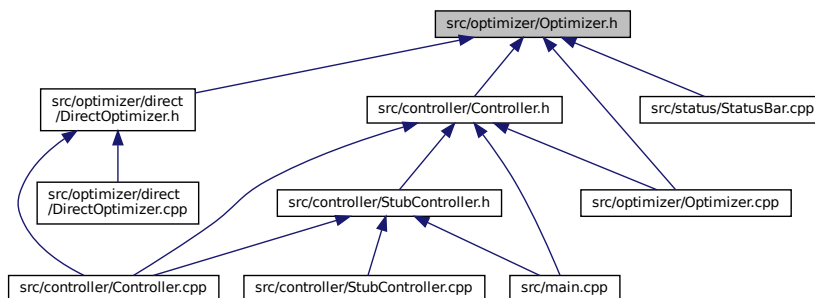 src/optimizer/Optimizer.h
src/optimizer/direct
/DirectOptimizer.h
src/controller/Controller.h
src/status/StatusBar.cpp
src/optimizer/direct
/DirectOptimizer.cpp
src/controller/StubController.h
src/optimizer/Optimizer.cpp
src/controller/Controller.cpp
src/controller/StubController.cpp
src/main.cpp